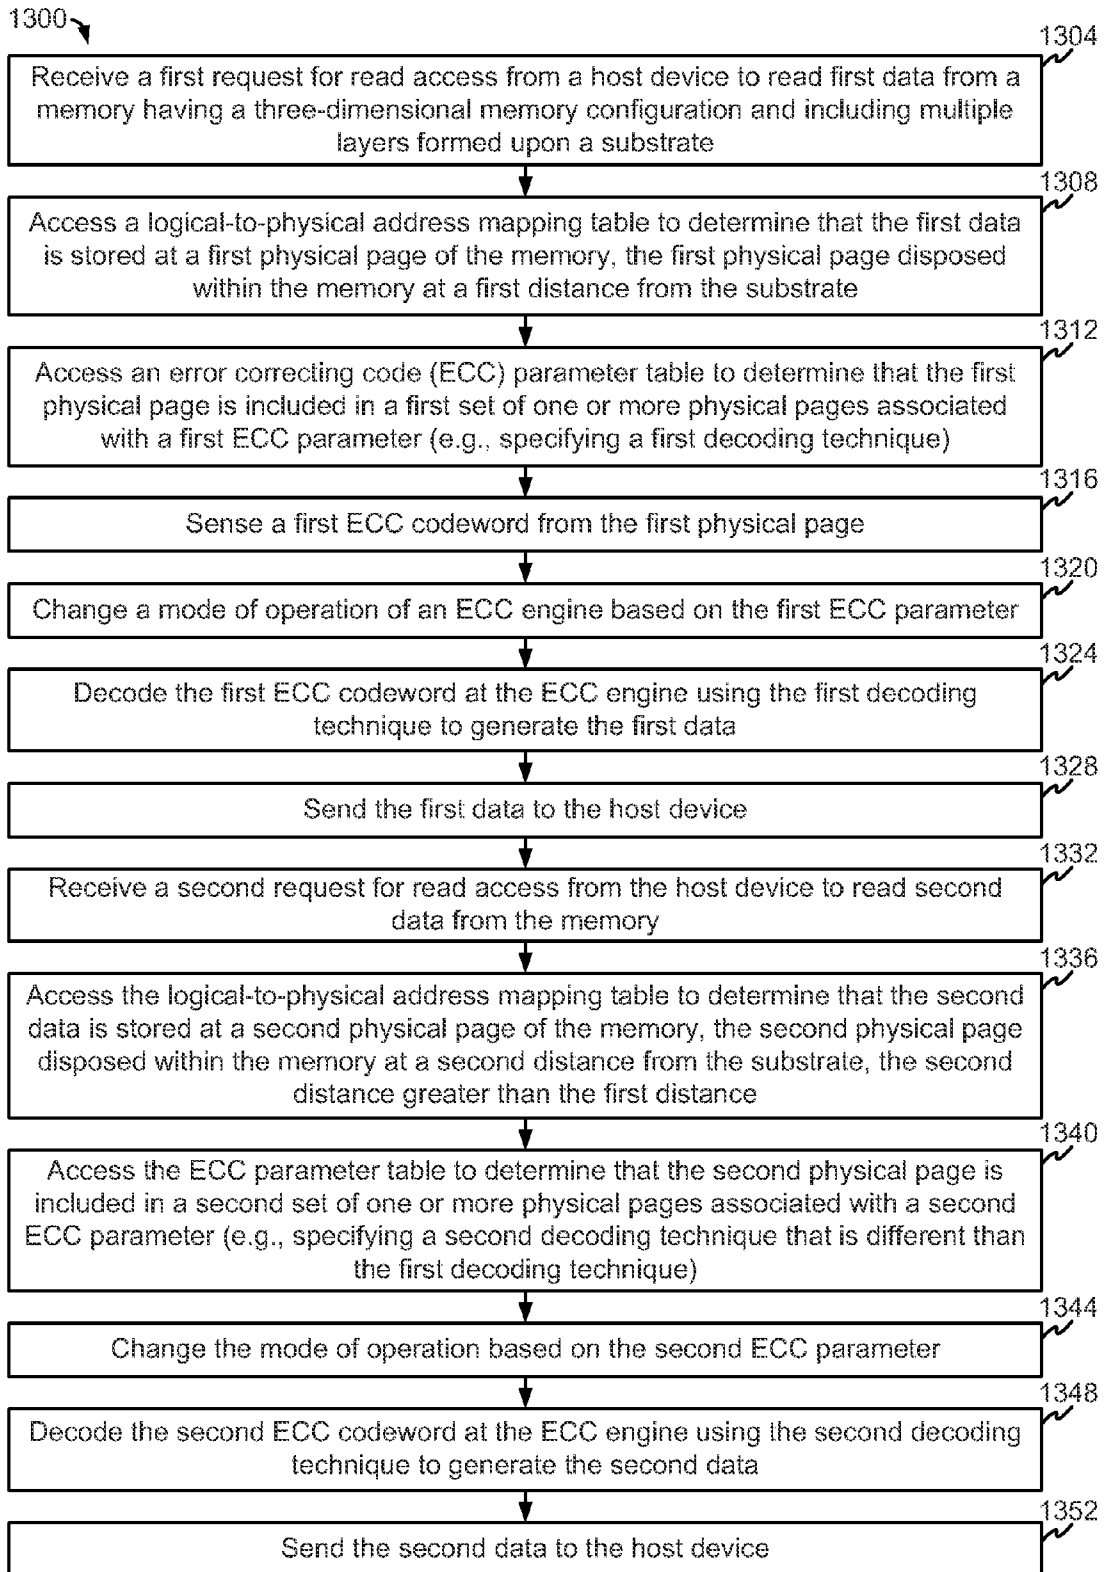 1300
1304
Receive a first request for read access from a host device to read first data from a
memory having a three-dimensional memory configuration and including multiple
layers formed upon a substrate
1308
Access a logical-to-physical address mapping table to determine that the first data
is stored at a first physical page of the memory, the first physical page disposed
within the memory at a first distance from the substrate
1312
Access an error correcting code (ECC) parameter table to determine that the first
physical page is included in a first set of one or more physical pages associated
with a first ECC parameter (e.g., specifying a first decoding technique)
1316
Sense a first ECC codeword from the first physical page
1320
Change a mode of operation of an ECC engine based on the first ECC parameter
1324
Decode the first ECC codeword at the ECC engine using the first decoding
technique to generate the first data
1328
Send the first data to the host device
1332
Receive a second request for read access from the host device to read second
data from the memory
1336
Access the logical-to-physical address mapping table to determine that the second
data is stored at a second physical page of the memory, the second physical page
disposed within the memory at a second distance from the substrate, the second
distance greater than the first distance
1340
Access the ECC parameter table to determine that the second physical page is
included in a second set of one or more physical pages associated with a second
ECC parameter (e.g., specifying a second decoding technique that is different than
the first decoding technique)
1344
Change the mode of operation based on the second ECC parameter
1348
Decode the second ECC codeword at the ECC engine using the second decoding
technique to generate the second data
1352
Send the second data to the host device